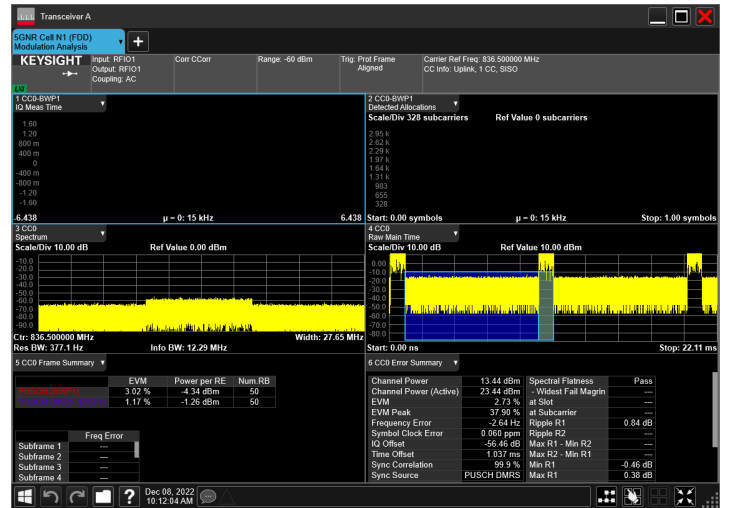 Transceiver A
5GNR Cell N1 (FDD)
Modulation Analysis
KEYSIGHT
Input: RFIO1
Output: RFIO1
Coupling: AC
Corr CCorr
Range: -60 dBm
Trig: Prot Frame
Aligned
Carrier Ref Freq: 836.500000 MHz
CC Info: Uplink, 1 CC, SISO
LXI
1 CC0-BWP1
IQ Meas Time
1.60
1.20
800 m
400 m
0
-400 m
-800 m
-1.20
-1.60
-6.438
µ = 0: 15 kHz
6.438
2 CC0-BWP1
Detected Allocations
Scale/Div 328 subcarriers
Ref Value 0 subcarriers
2.95 k
2.62 k
2.29 k
1.97 k
1.64 k
1.31 k
983
655
328
Start: 0.00 symbols
µ = 0: 15 kHz
Stop: 1.00 symbols
3 CC0
Spectrum
Scale/Div 10.00 dB
Ref Value 0.00 dBm
-10.0
-20.0
-30.0
-40.0
-50.0
-60.0
-70.0
-80.0
-90.0
Ctr: 836.500000 MHz
Width: 27.65 MHz
Res BW: 377.1 Hz
Info BW: 12.29 MHz
4 CC0
Raw Main Time
Scale/Div 10.00 dB
Ref Value 10.00 dBm
0.00
-10.0
-20.0
-30.0
-40.0
-50.0
-60.0
-70.0
-80.0
Start: 0.00 ns
Stop: 22.11 ms
5 CC0 Frame Summary
EVM Power per RE Num.RB
3.02 % -4.34 dBm 50
1.17 % -1.26 dBm 50
Freq Error
Subframe 1 ---
Subframe 2 ---
Subframe 3 ---
Subframe 4 ---
6 CC0 Error Summary
Channel Power 13.44 dBm Spectral Flatness Pass
Channel Power (Active) 23.44 dBm - Widest Fail Magrin ---
EVM 2.73 % at Slot ---
EVM Peak 37.90 % at Subcarrier ---
Frequency Error -2.64 Hz Ripple R1 0.84 dB
Symbol Clock Error 0.060 ppm Ripple R2 ---
IQ Offset -56.46 dB Max R1 - Min R2 ---
Time Offset 1.037 ms Max R2 - Min R1 ---
Sync Correlation 99.9 % Min R1 -0.46 dB
Sync Source PUSCH DMRS Max R1 0.38 dB
Dec 08, 2022
10:12:04 AM